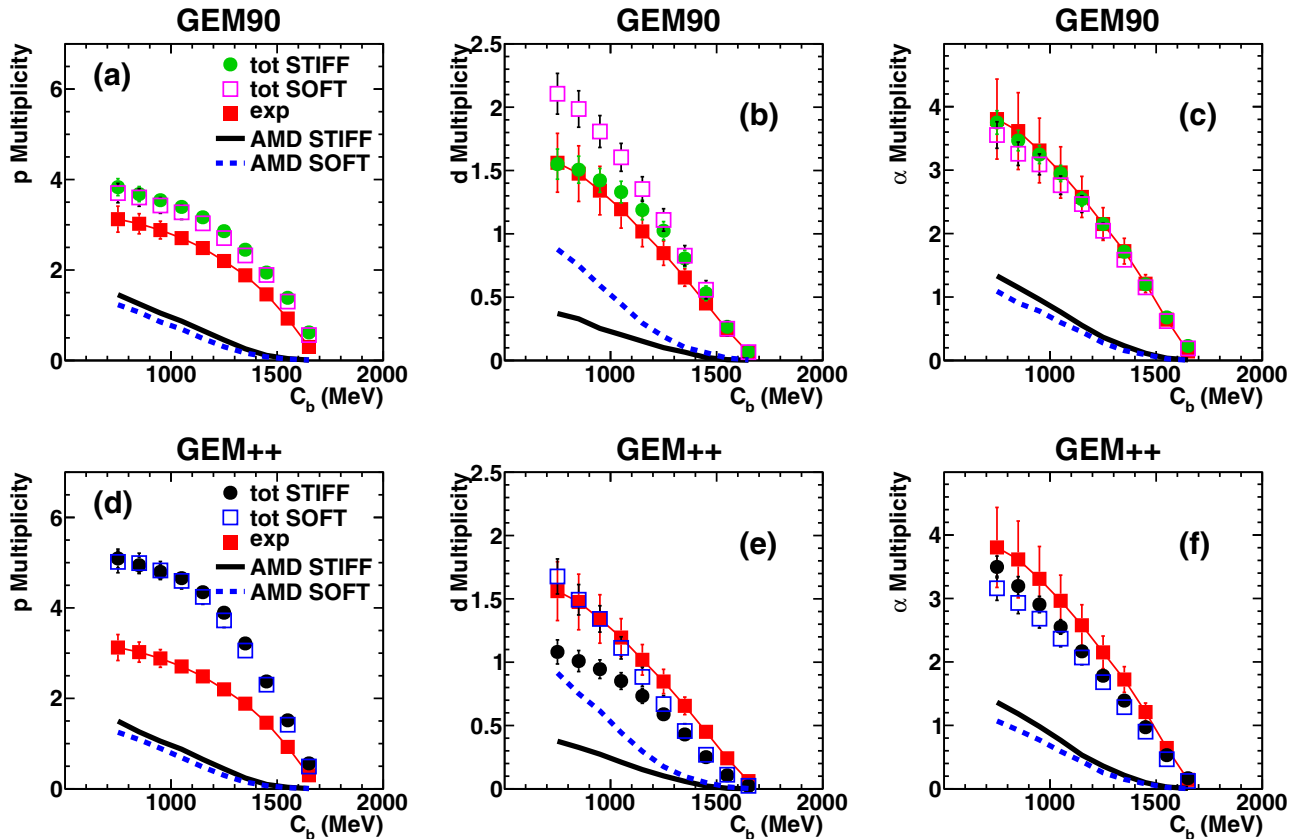 GEM90
p Multiplicity
6
4
2
0
(a)
tot STIFF
tot SOFT
exp
AMD STIFF
AMD SOFT
1000
1500
2000
C_b (MeV)
d Multiplicity
2.5
2
1.5
1
0.5
0
(b)
1000
1500
2000
C_b (MeV)
GEM90
α Multiplicity
4
3
2
1
0
(c)
1000
1500
2000
C_b (MeV)
GEM++
p Multiplicity
6
4
2
0
(d)
tot STIFF
tot SOFT
exp
AMD STIFF
AMD SOFT
1000
1500
2000
C_b (MeV)
GEM++
d Multiplicity
2.5
2
1.5
1
0.5
0
(e)
1000
1500
2000
C_b (MeV)
GEM++
α Multiplicity
4
3
2
1
0
(f)
1000
1500
2000
C_b (MeV)